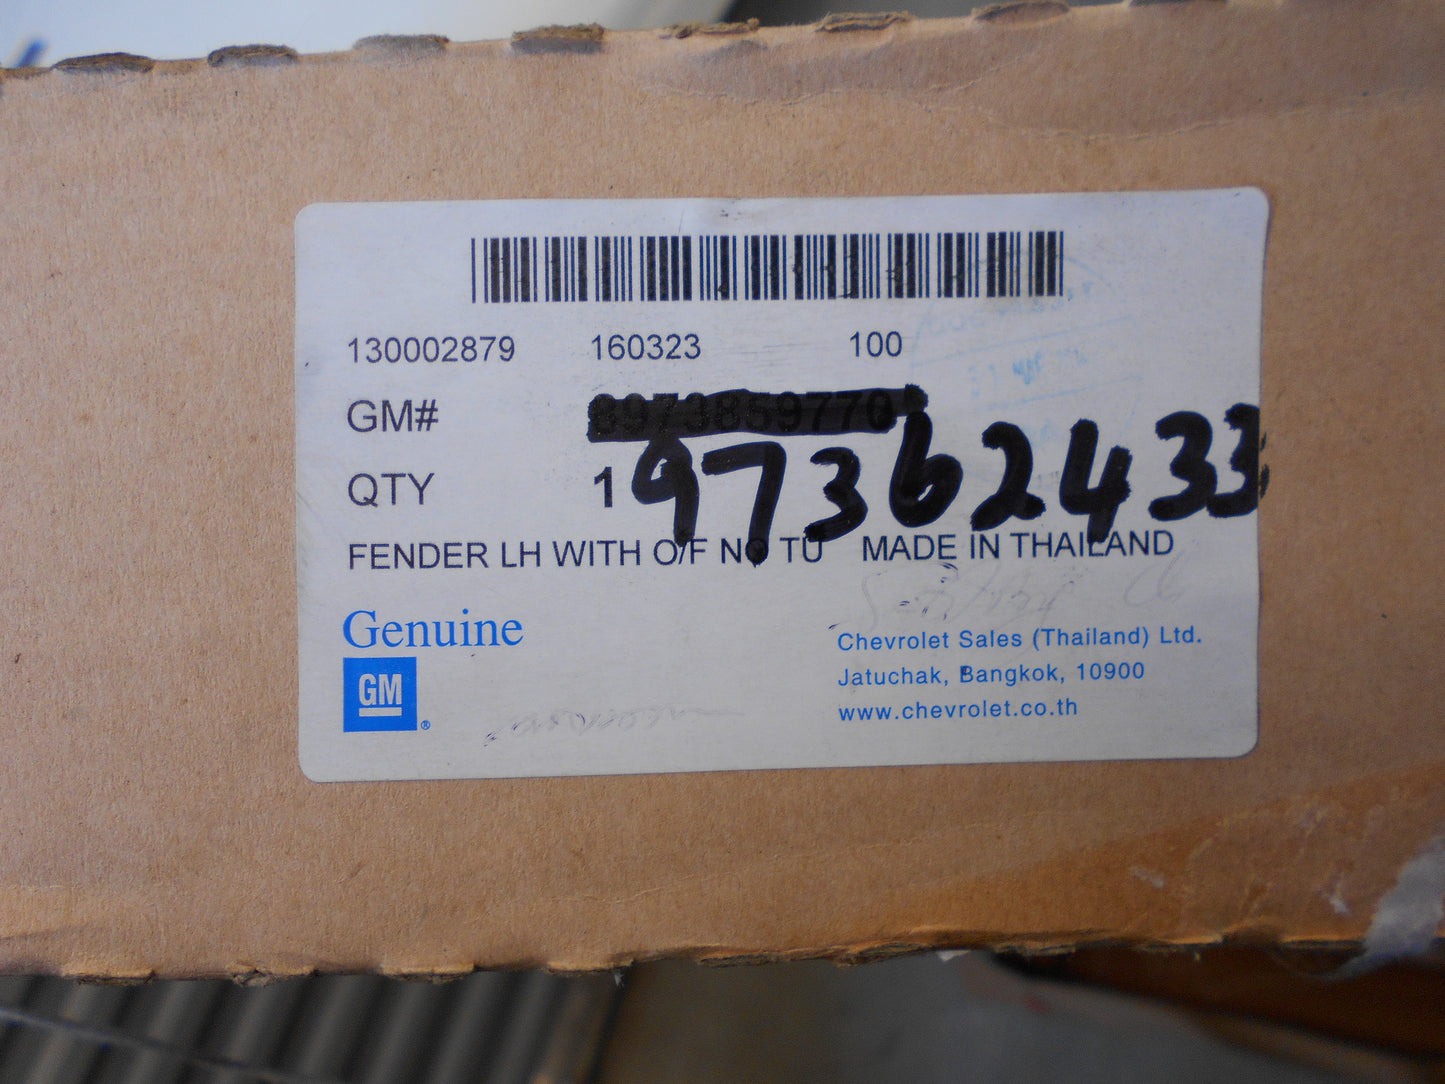 130002879 160323 100
GM# 8973859770
97362433
QTY 1
FENDER LH WITH O/F NO TU MADE IN THAILAND
Genuine
GM®
Chevrolet Sales (Thailand) Ltd.
Jatuchak, Bangkok, 10900
www.chevrolet.co.th